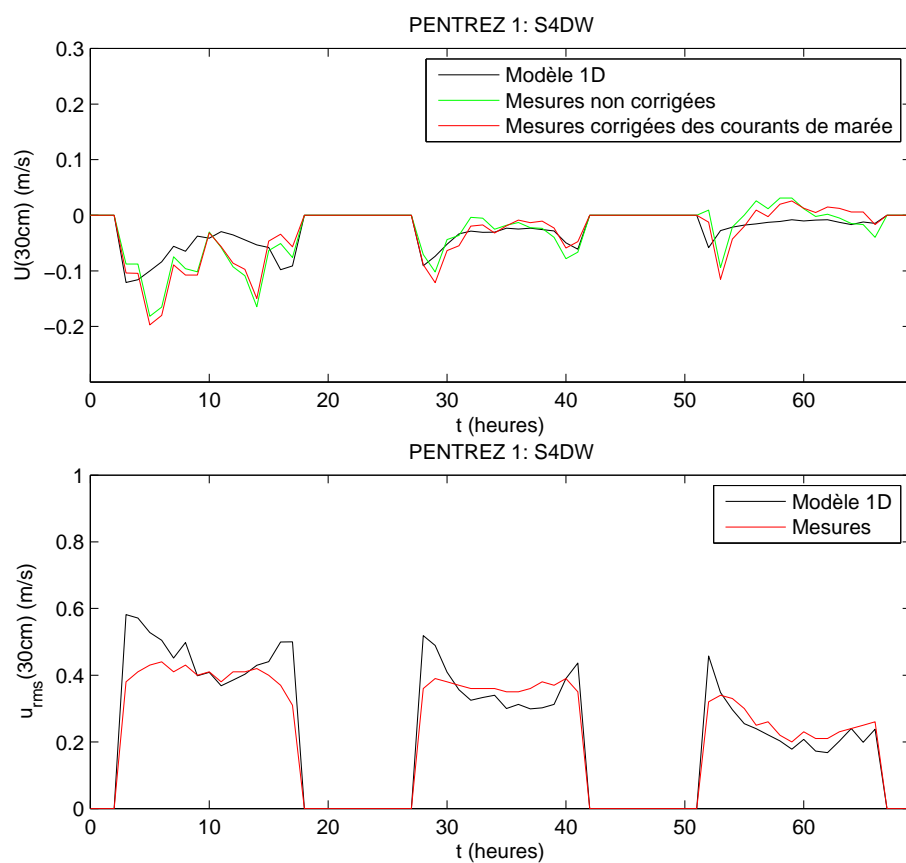 PENTREZ 1: S4DW
0.3
0.2
0.1
0
−0.1
−0.2
U(30cm) (m/s)
Modèle 1D
Mesures non corrigées
Mesures corrigées des courants de marée
0 10 20 30 40 50 60
t (heures)
PENTREZ 1: S4DW
1
0.8
0.6
0.4
0.2
0
u_rms(30cm) (m/s)
Modèle 1D
Mesures
0 10 20 30 40 50 60
t (heures)